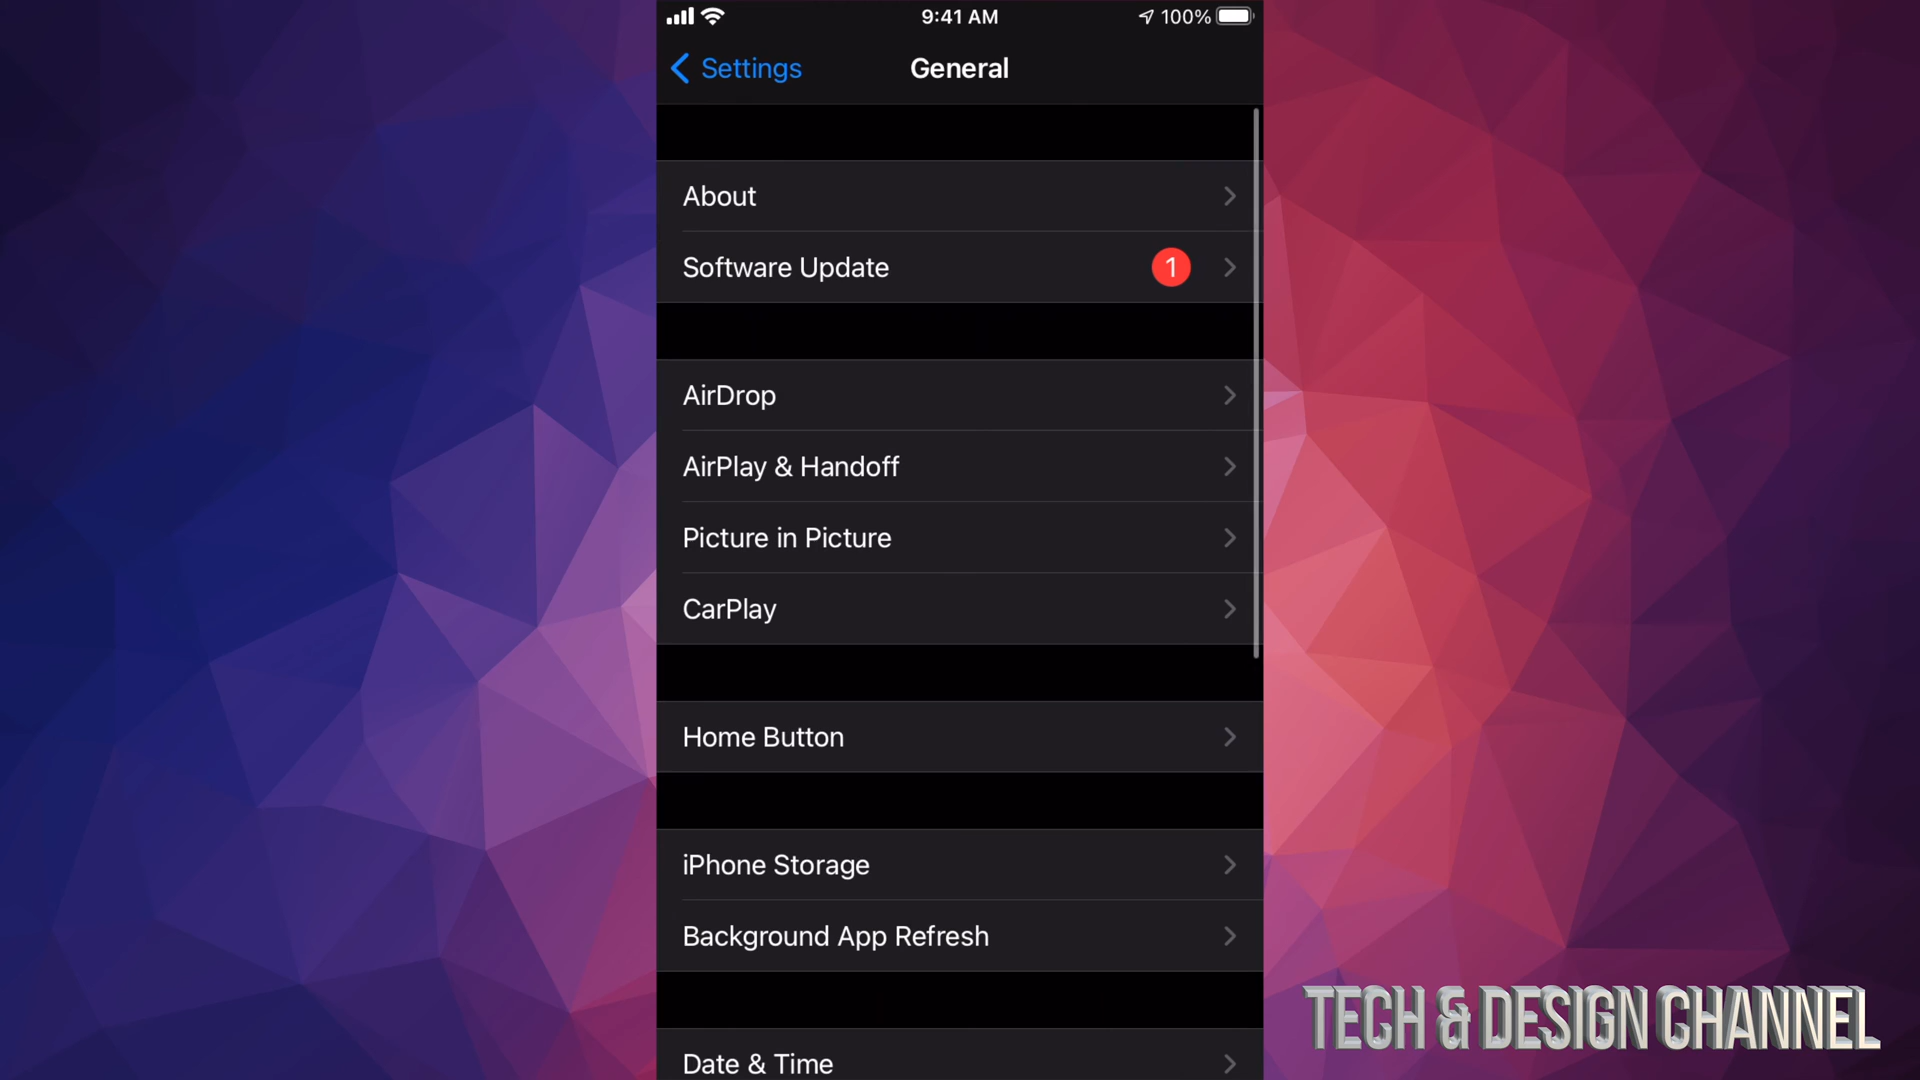 9:41 AM
100%
Settings
General
About
Software Update
1
AirDrop
AirPlay & Handoff
Picture in Picture
CarPlay
Home Button
iPhone Storage
Background App Refresh
Date & Time
TECH & DESIGN CHANNEL